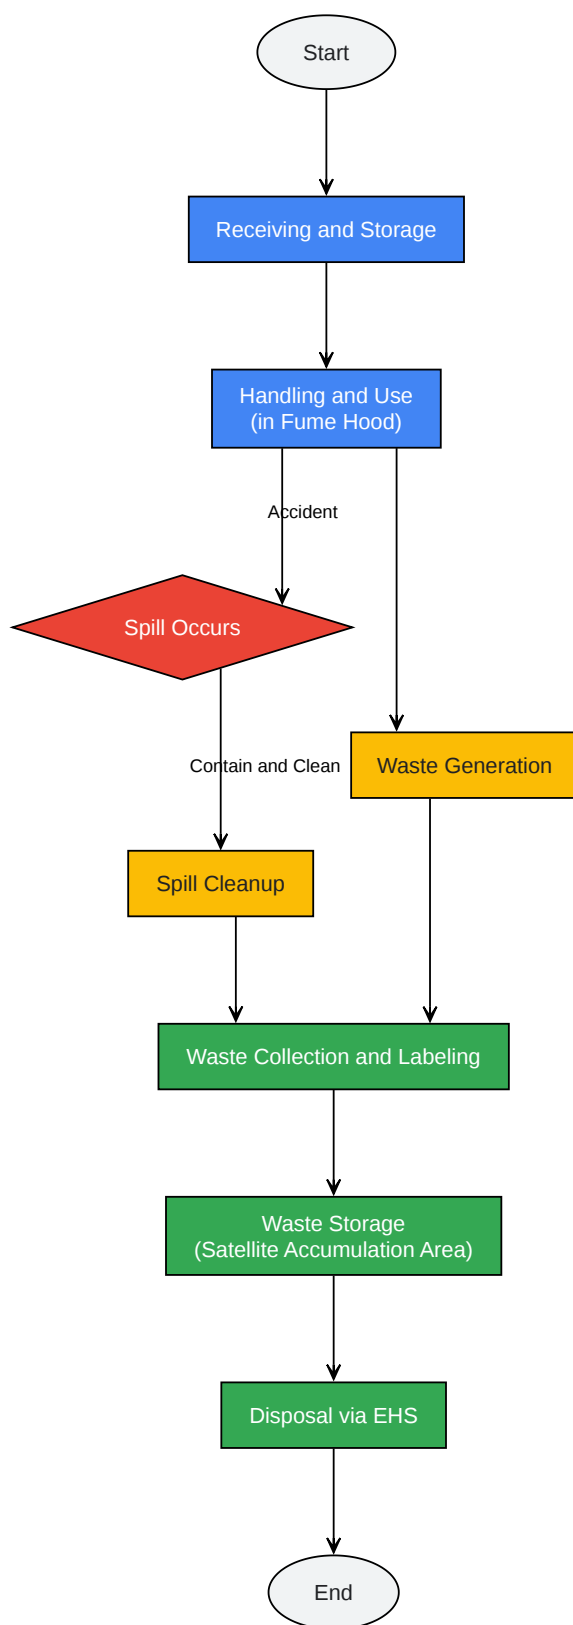 Start
Receiving and Storage
Handling and Use
(in Fume Hood)
Accident
Spill Occurs
Contain and Clean
Waste Generation
Spill Cleanup
Waste Collection and Labeling
Waste Storage
(Satellite Accumulation Area)
Disposal via EHS
End